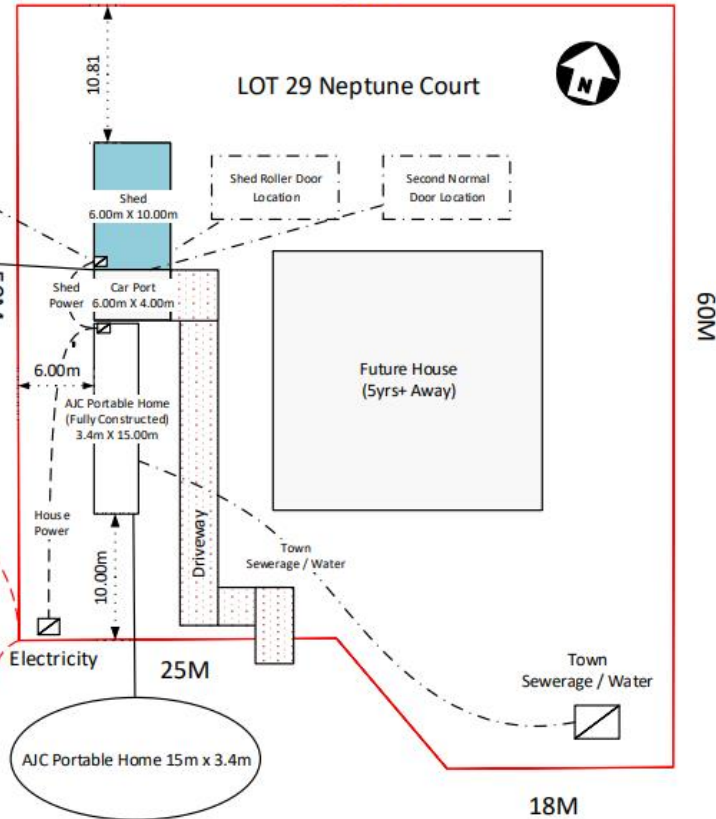 10.81
LOT 29 Neptune Court
N
Shed
6.00m X 10.00m
Shed Roller Door
Location
Second Normal
Door Location
Shed
Power
Car Port
6.00m X 4.00m
60M
6.00m
Future House
(5yrs+ Away)
AJC Portable Home
(Fully Constructed)
3.4m X 15.00m
House
Power
10.00m
Driveway
Town
Sewerage / Water
Electricity
25M
Town
Sewerage / Water
AJC Portable Home 15m x 3.4m
18M